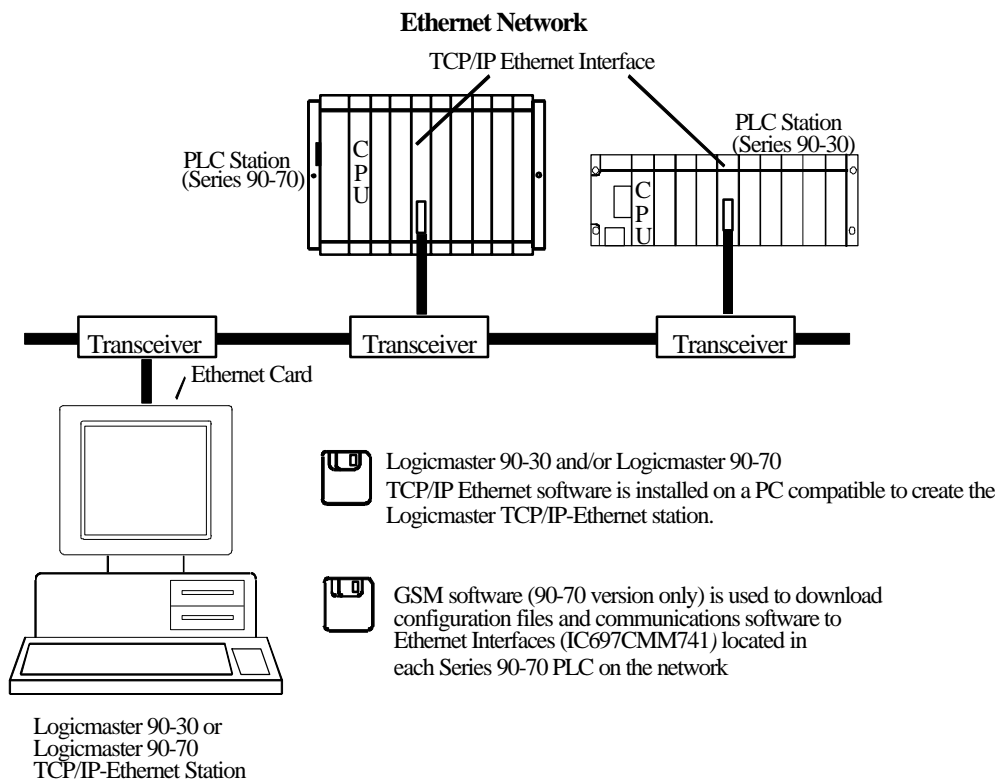 Ethernet Network
TCP/IP Ethernet Interface
PLC Station
(Series 90-70)
CPU
PLC Station
(Series 90-30)
CPU
Transceiver
Transceiver
Transceiver
Ethernet Card
Logicmaster 90-30 and/or Logicmaster 90-70
TCP/IP Ethernet software is installed on a PC compatible to create the
Logicmaster TCP/IP-Ethernet station.
GSM software (90-70 version only) is used to download
configuration files and communications software to
Ethernet Interfaces (IC697CMM741) located in
each Series 90-70 PLC on the network
Logicmaster 90-30 or
Logicmaster 90-70
TCP/IP-Ethernet Station